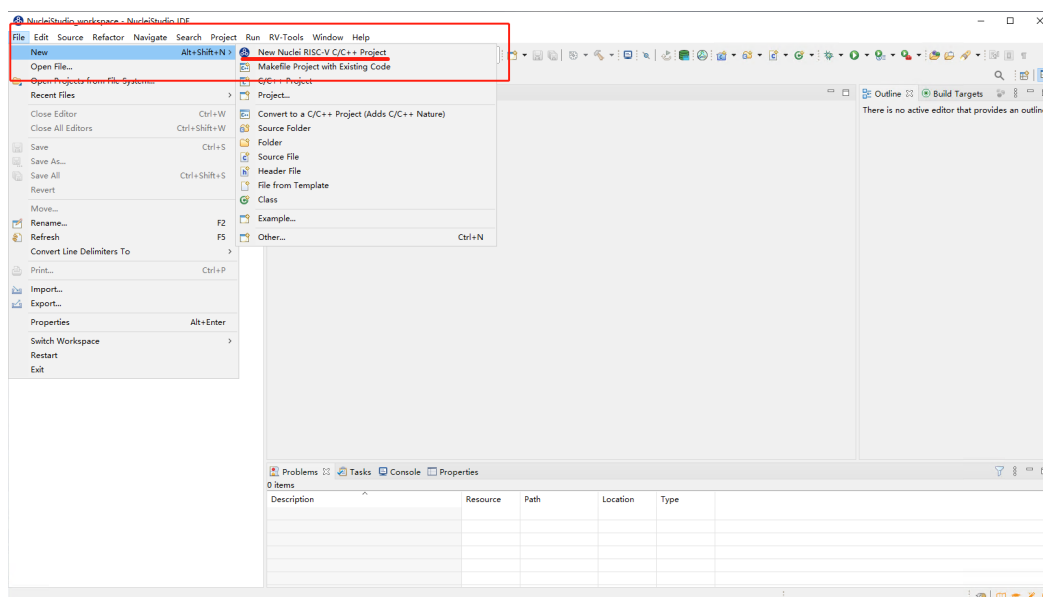 NucleiStudio_workspace - NucleiStudio IDE
File Edit Source Refactor Navigate Search Project Run RV-Tools Window Help
New Alt+Shift+N >
Open File...
Open Projects from File System...
Recent Files >
Close Editor Ctrl+W
Close All Editors Ctrl+Shift+W
Save Ctrl+S
Save As...
Save All Ctrl+Shift+S
Revert
Move...
Rename... F2
Refresh F5
Convert Line Delimiters To >
Print... Ctrl+P
Import...
Export...
Properties Alt+Enter
Switch Workspace >
Restart
Exit
New Nuclei RISC-V C/C++ Project
Makefile Project with Existing Code
C/C++ Project
Project...
Convert to a C/C++ Project (Adds C/C++ Nature)
Source Folder
Folder
Source File
Header File
File from Template
Class
Example...
Other... Ctrl+N
Outline Build Targets
There is no active editor that provides an outlin
Problems Tasks Console Properties
0 items
Description Resource Path Location Type